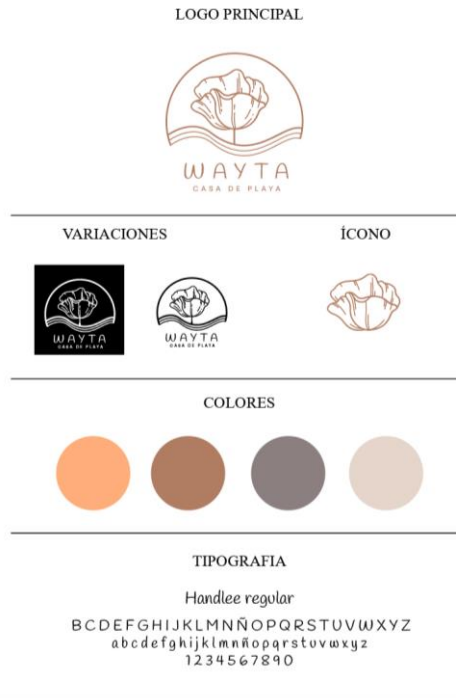 LOGO PRINCIPAL
WAYTA
CASA DE PLAYA
VARIACIONES
ÍCONO
WAYTA
CASA DE PLAYA
WAYTA
CASA DE PLAYA
COLORES
TIPOGRAFIA
Handlee regular
BCDEFGHIJKLMNÑOPQRSTUVWXYZ
abcdefghijklmnñopqrstuvwxyz
1234567890